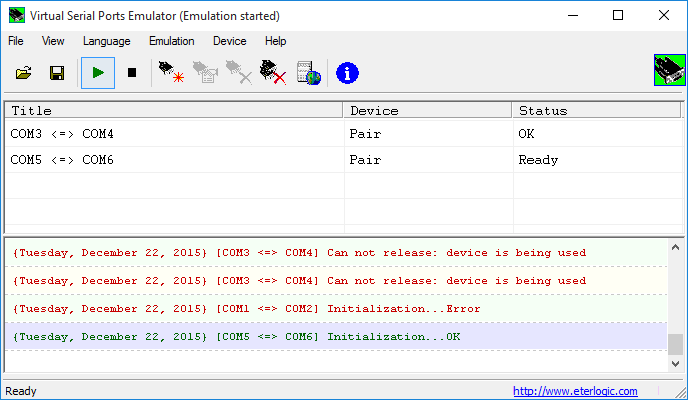 Virtual Serial Ports Emulator (Emulation started)
File View Language Emulation Device Help
Title Device Status
COM3 <=> COM4 Pair OK
COM5 <=> COM6 Pair Ready
{Tuesday, December 22, 2015} [COM3 <=> COM4] Can not release: device is being used
{Tuesday, December 22, 2015} [COM3 <=> COM4] Can not release: device is being used
{Tuesday, December 22, 2015} [COM1 <=> COM2] Initialization...Error
{Tuesday, December 22, 2015} [COM5 <=> COM6] Initialization...OK
Ready http://www.eterlogic.com